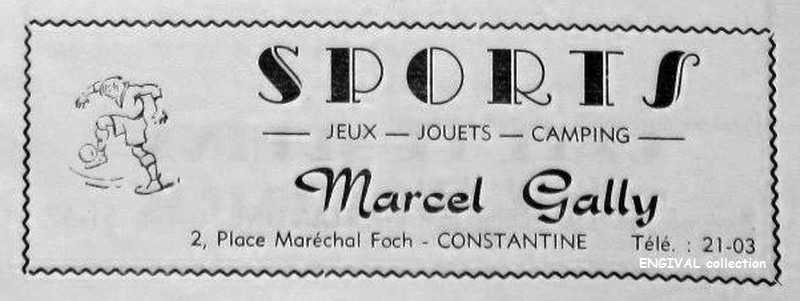 SPORTS
— JEUX — JOUETS — CAMPING —
Marcel Gally
2, Place Maréchal Foch - CONSTANTINE Télé. : 21-03
ENGIVAL collection